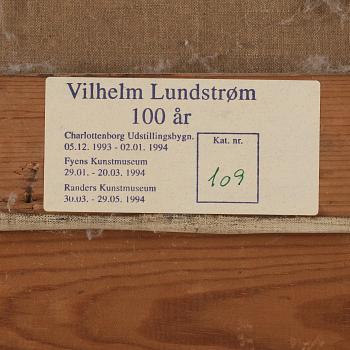 Vilhelm Lundstrøm
100 år
Charlottenborg Udstillingsbygn.
05.12. 1993 - 02.01. 1994
Fyens Kunstmuseum
29.01. - 20.03. 1994
Randers Kunstmuseum
30.03. - 29.05. 1994
Kat. nr.
109